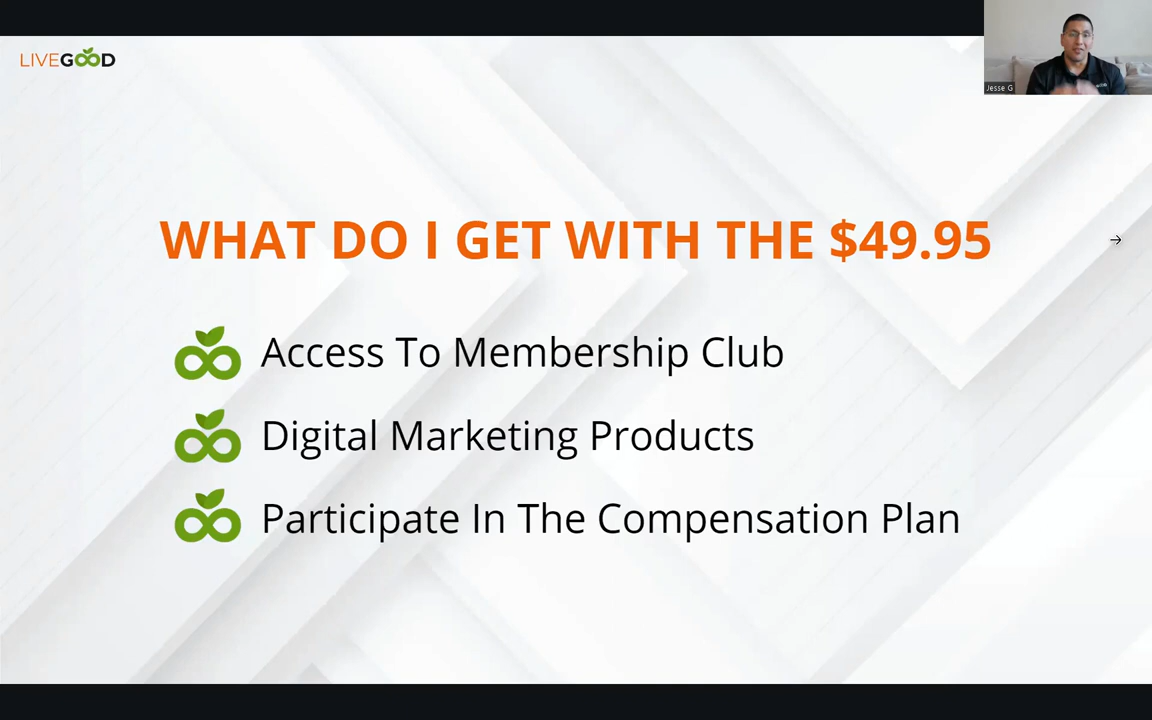 LIVEGOOD
Jesse G
WHAT DO I GET WITH THE $49.95
Access To Membership Club
Digital Marketing Products
Participate In The Compensation Plan